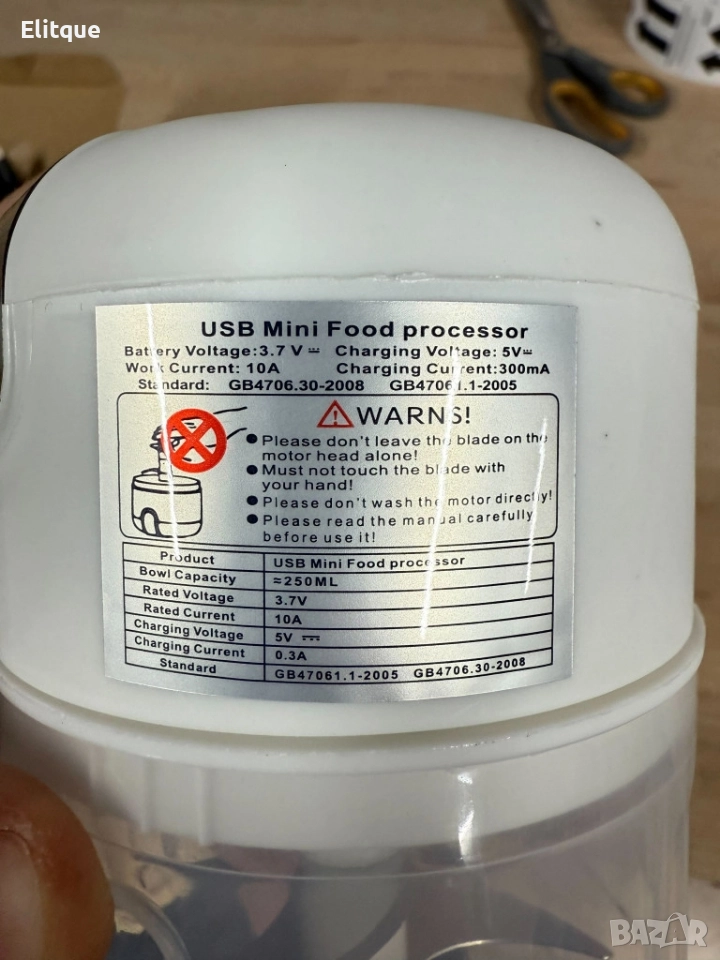 Elitque
USB Mini Food processor
Battery Voltage:3.7 V ⎓ Charging Voltage: 5V⎓
Work Current: 10A Charging Current:300mA
Standard: GB4706.30-2008 GB47061.1-2005
WARNS!
● Please don't leave the blade on the
motor head alone!
● Must not touch the blade with
your hand!
● Please don't wash the motor directly!
● Please read the manual carefully
before use it!
Product USB Mini Food processor
Bowl Capacity ≈250ML
Rated Voltage 3.7V
Rated Current 10A
Charging Voltage 5V ⎓
Charging Current 0.3A
Standard GB47061.1-2005 GB4706.30-2008
BAZAR